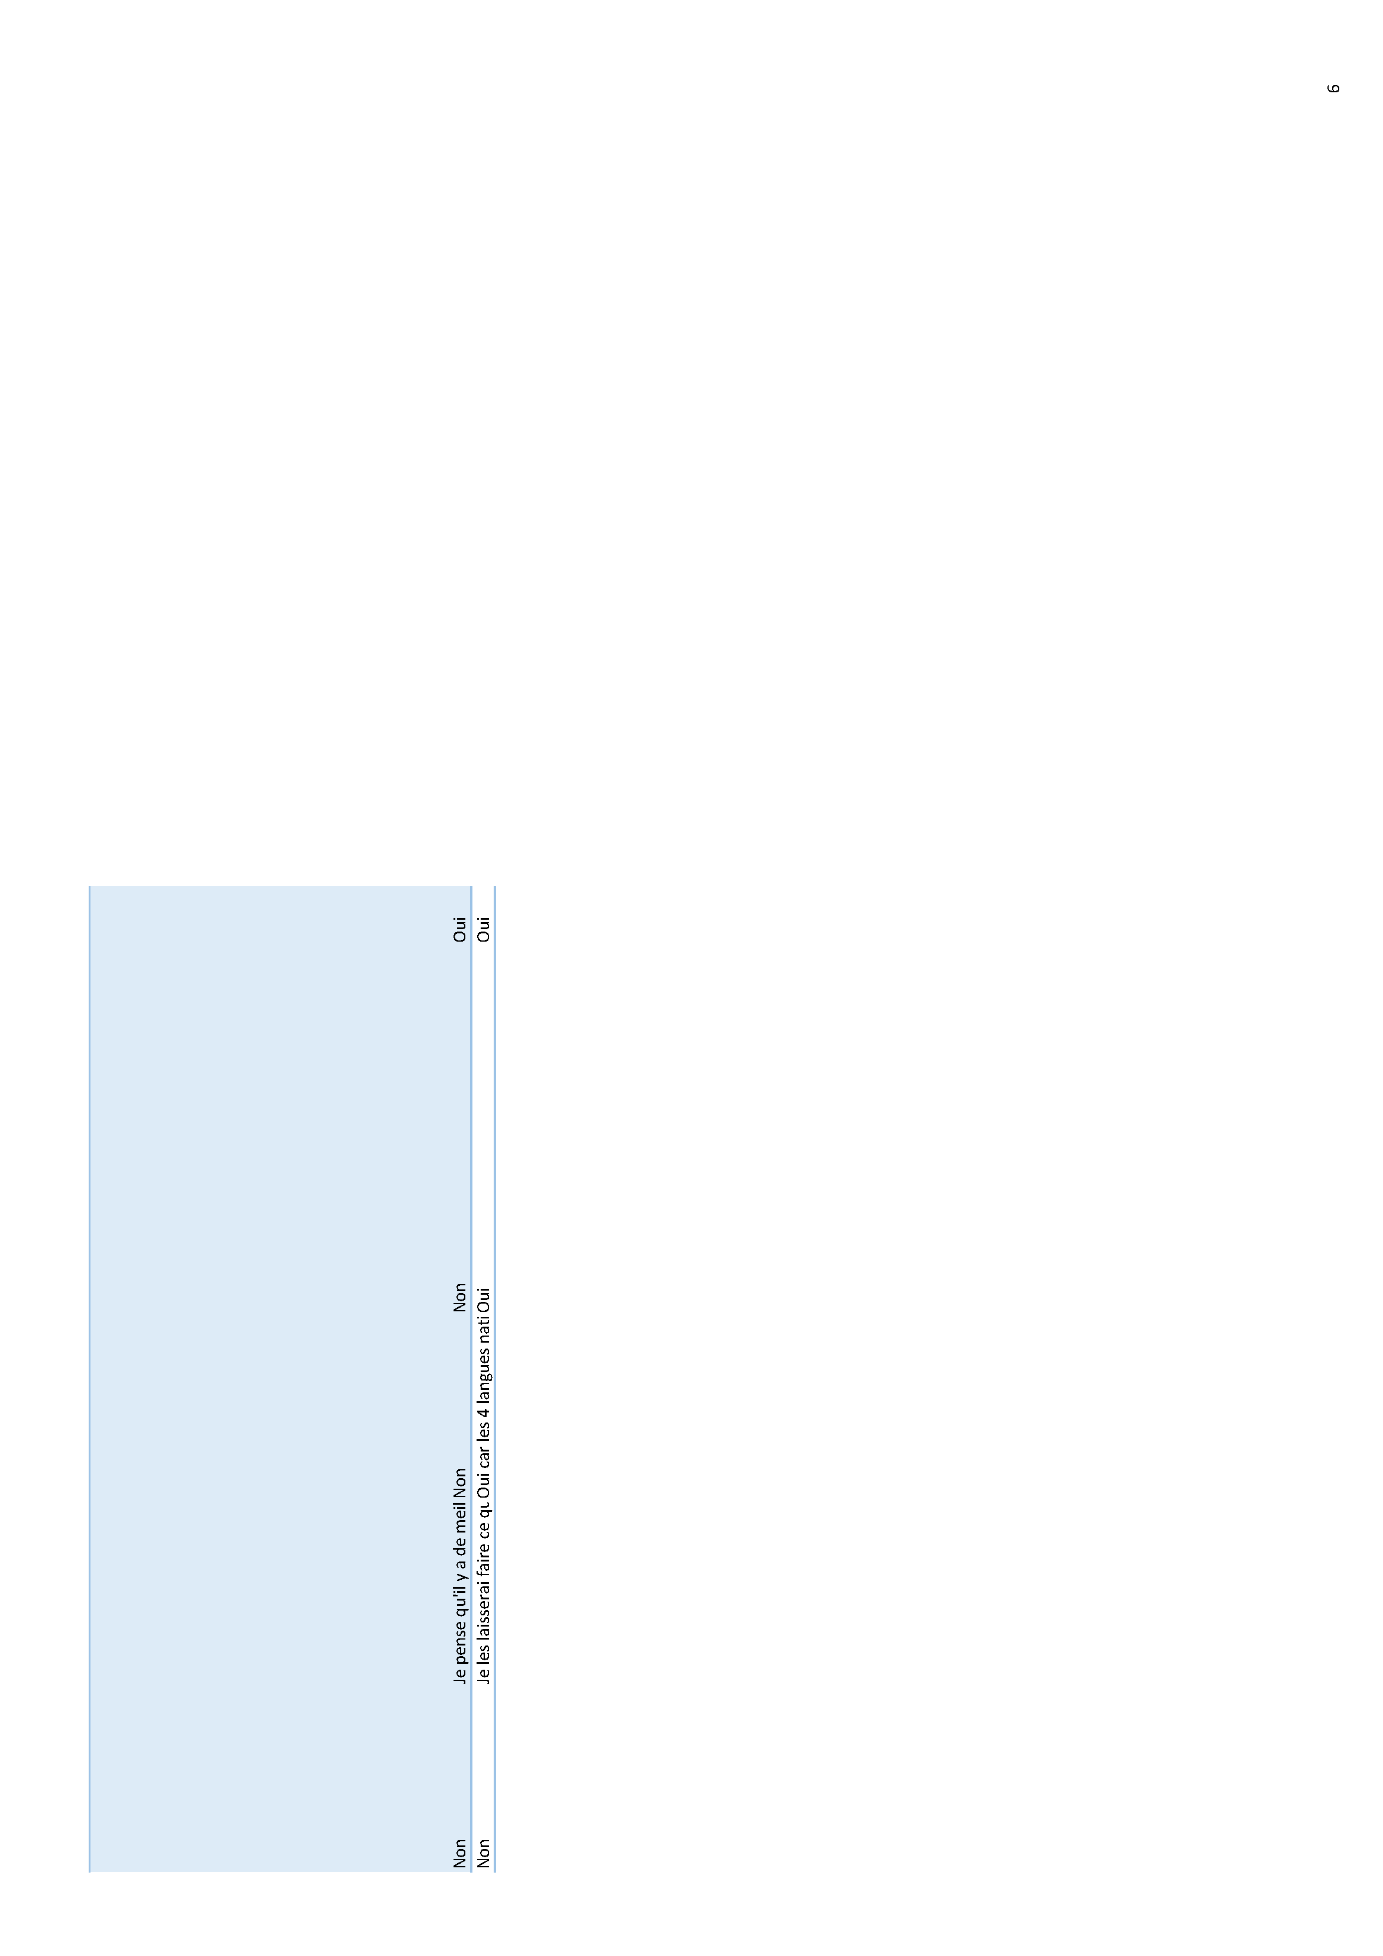 Non Je pense qu'il y a de meil Non Non Oui
Non Je les laisserai faire ce qu Oui car les 4 langues nati Oui Oui
6